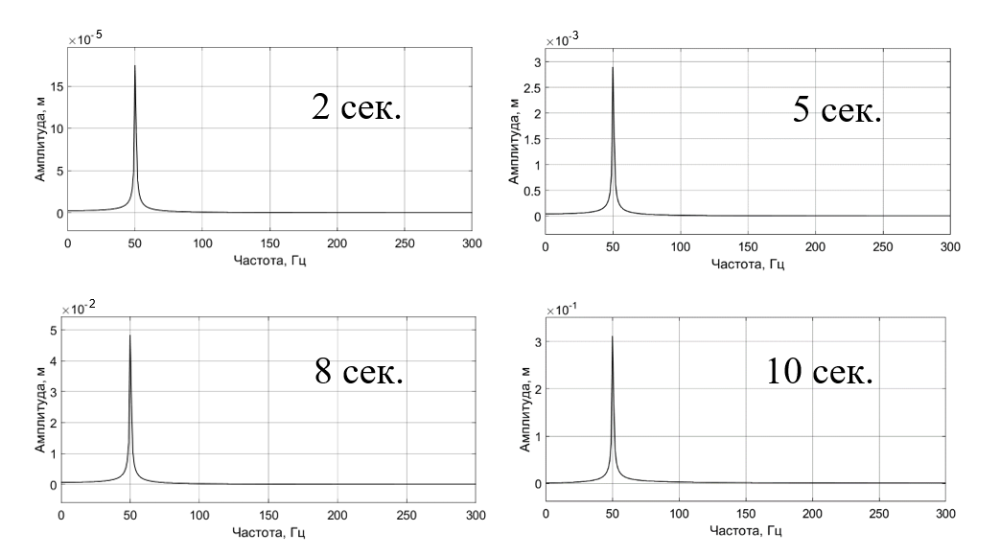 ×10⁻⁵
15
10
5
0
Амплитуда, м
2 сек.
0 50 100 150 200 250 300
Частота, Гц
×10⁻³
3
2.5
2
1.5
1
0.5
0
Амплитуда, м
5 сек.
0 50 100 150 200 250 300
Частота, Гц
×10⁻²
5
4
3
2
1
0
Амплитуда, м
8 сек.
0 50 100 150 200 250 300
Частота, Гц
×10⁻¹
3
2
1
0
Амплитуда, м
10 сек.
0 50 100 150 200 250 300
Частота, Гц